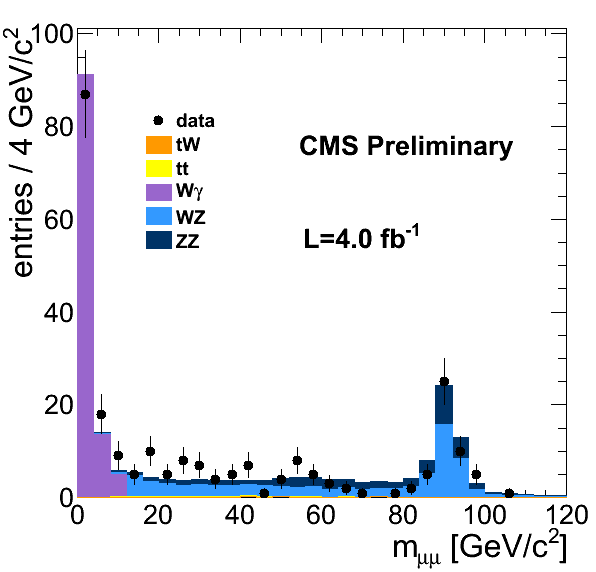 entries / 4 GeV/c²
100
80
60
40
20
0
data
tW
tt
Wγ
WZ
ZZ
CMS Preliminary
L=4.0 fb⁻¹
0 20 40 60 80 100 120
m_μμ [GeV/c²]